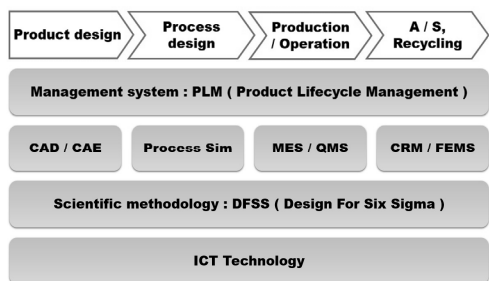 Product design
Process
design
Production
/ Operation
A / S,
Recycling
Management system : PLM ( Product Lifecycle Management )
CAD / CAE
Process Sim
MES / QMS
CRM / FEMS
Scientific methodology : DFSS ( Design For Six Sigma )
ICT Technology